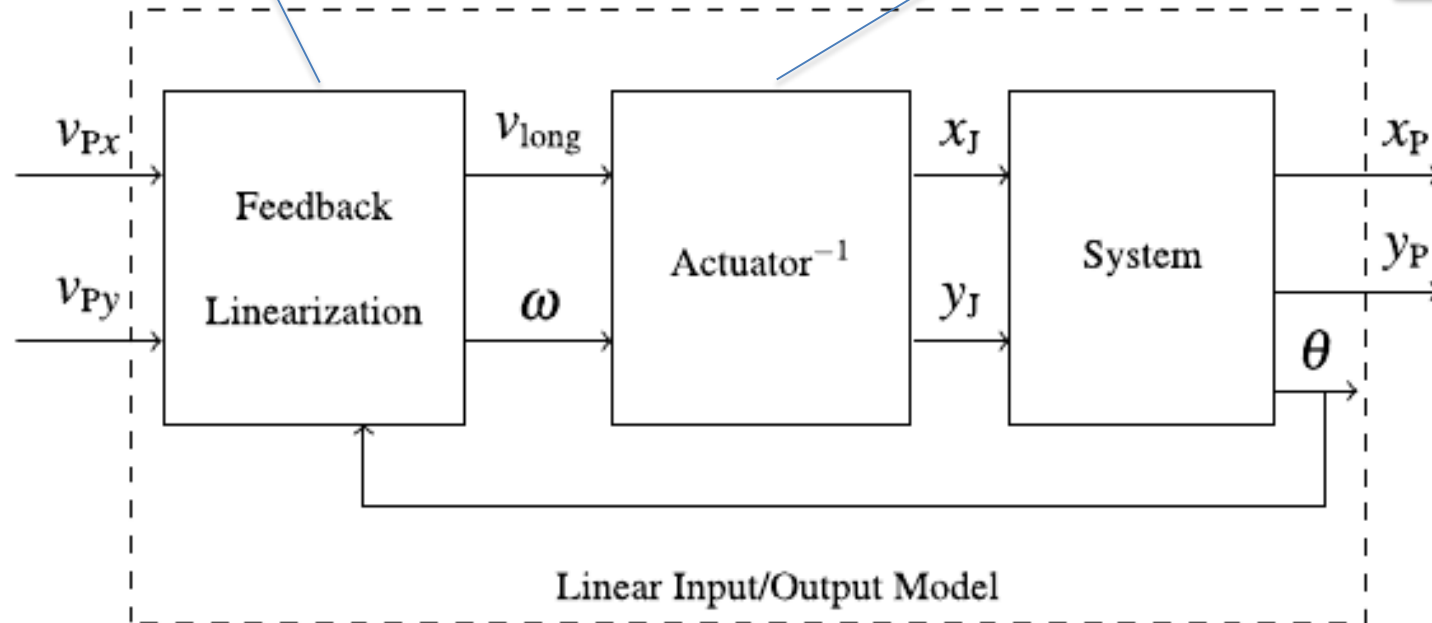 v_Px
v_long
x_J
x_P
Feedback
Linearization
Actuator⁻¹
System
v_Py
ω
y_J
y_P
θ
Linear Input/Output Model